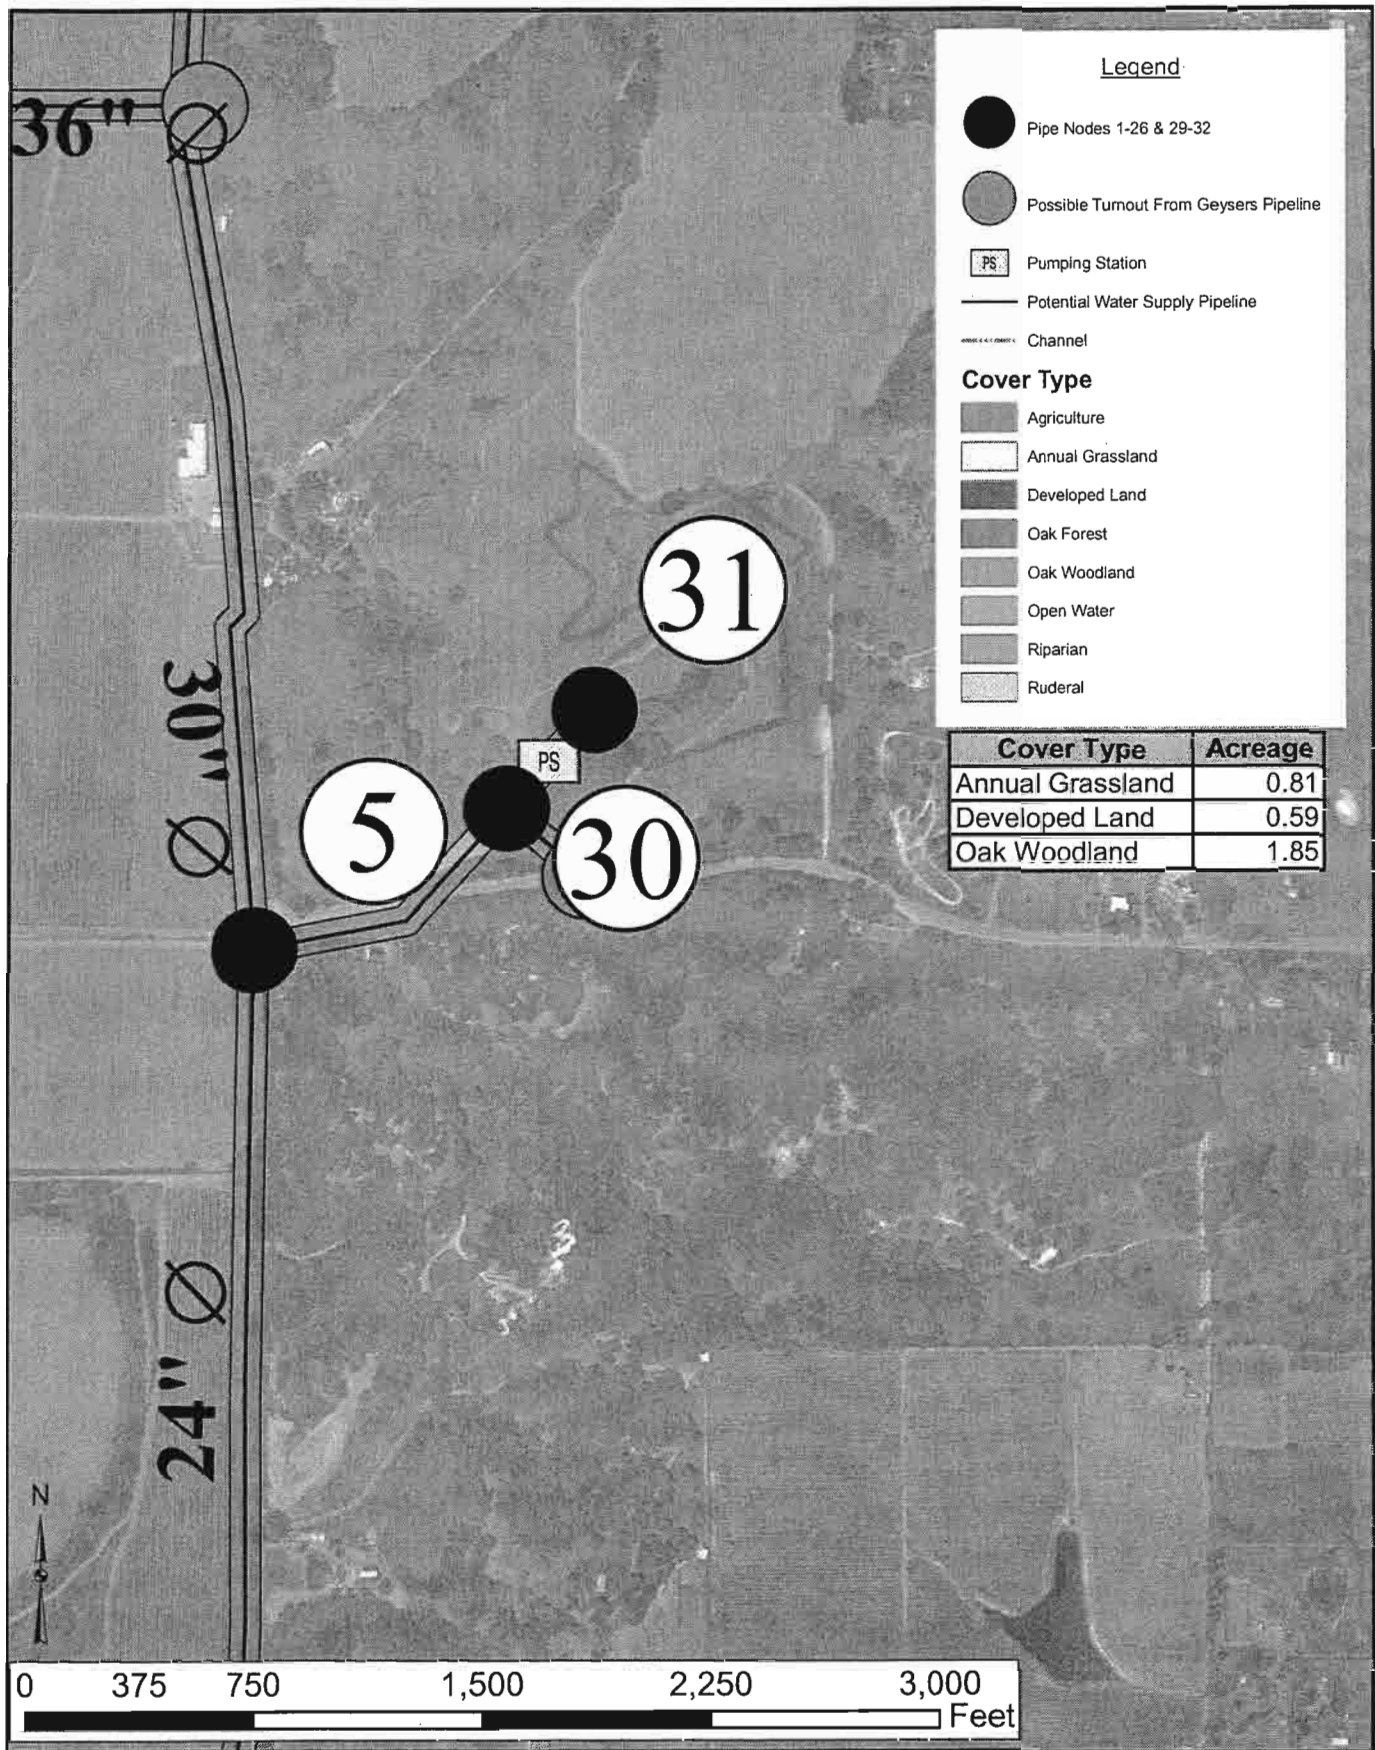 36"
Legend
Pipe Nodes 1-26 & 29-32
Possible Turnout From Geysers Pipeline
PS Pumping Station
Potential Water Supply Pipeline
Channel
Cover Type
Agriculture
Annual Grassland
Developed Land
Oak Forest
Oak Woodland
Open Water
Riparian
Ruderal
Cover Type Acreage
Annual Grassland 0.81
Developed Land 0.59
Oak Woodland 1.85
31
30" Ø
PS
5
30
24" Ø
N
0 375 750 1,500 2,250 3,000
Feet